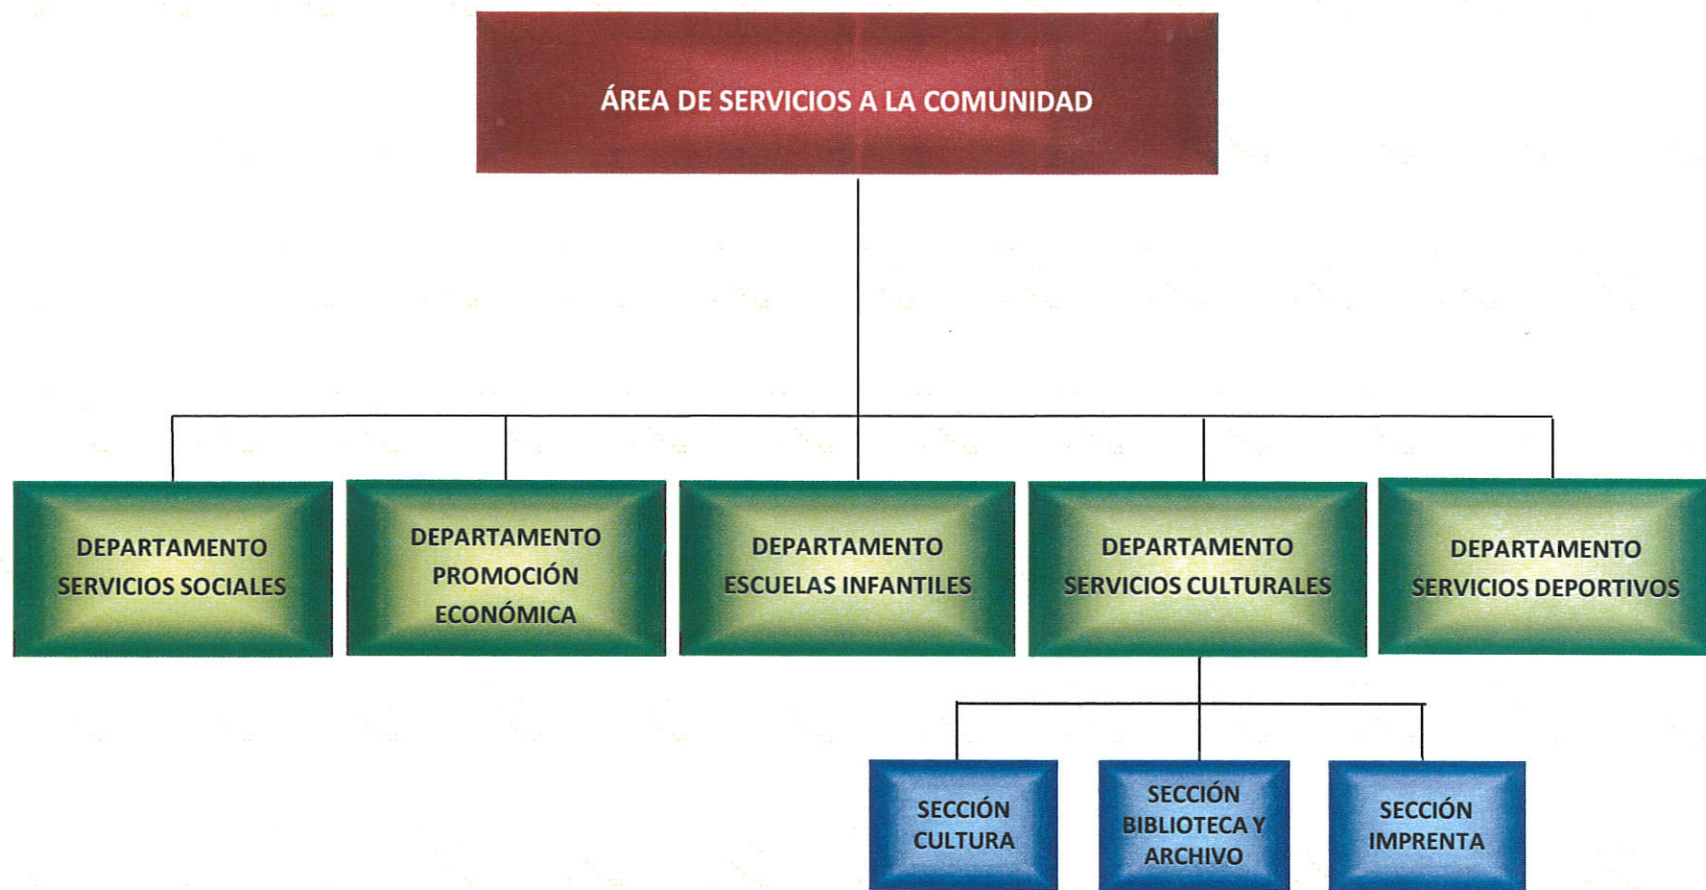 ÁREA DE SERVICIOS A LA COMUNIDAD
DEPARTAMENTO
SERVICIOS SOCIALES
DEPARTAMENTO
PROMOCIÓN
ECONÓMICA
DEPARTAMENTO
ESCUELAS INFANTILES
DEPARTAMENTO
SERVICIOS CULTURALES
DEPARTAMENTO
SERVICIOS DEPORTIVOS
SECCIÓN
CULTURA
SECCIÓN
BIBLIOTECA Y
ARCHIVO
SECCIÓN
IMPRENTA